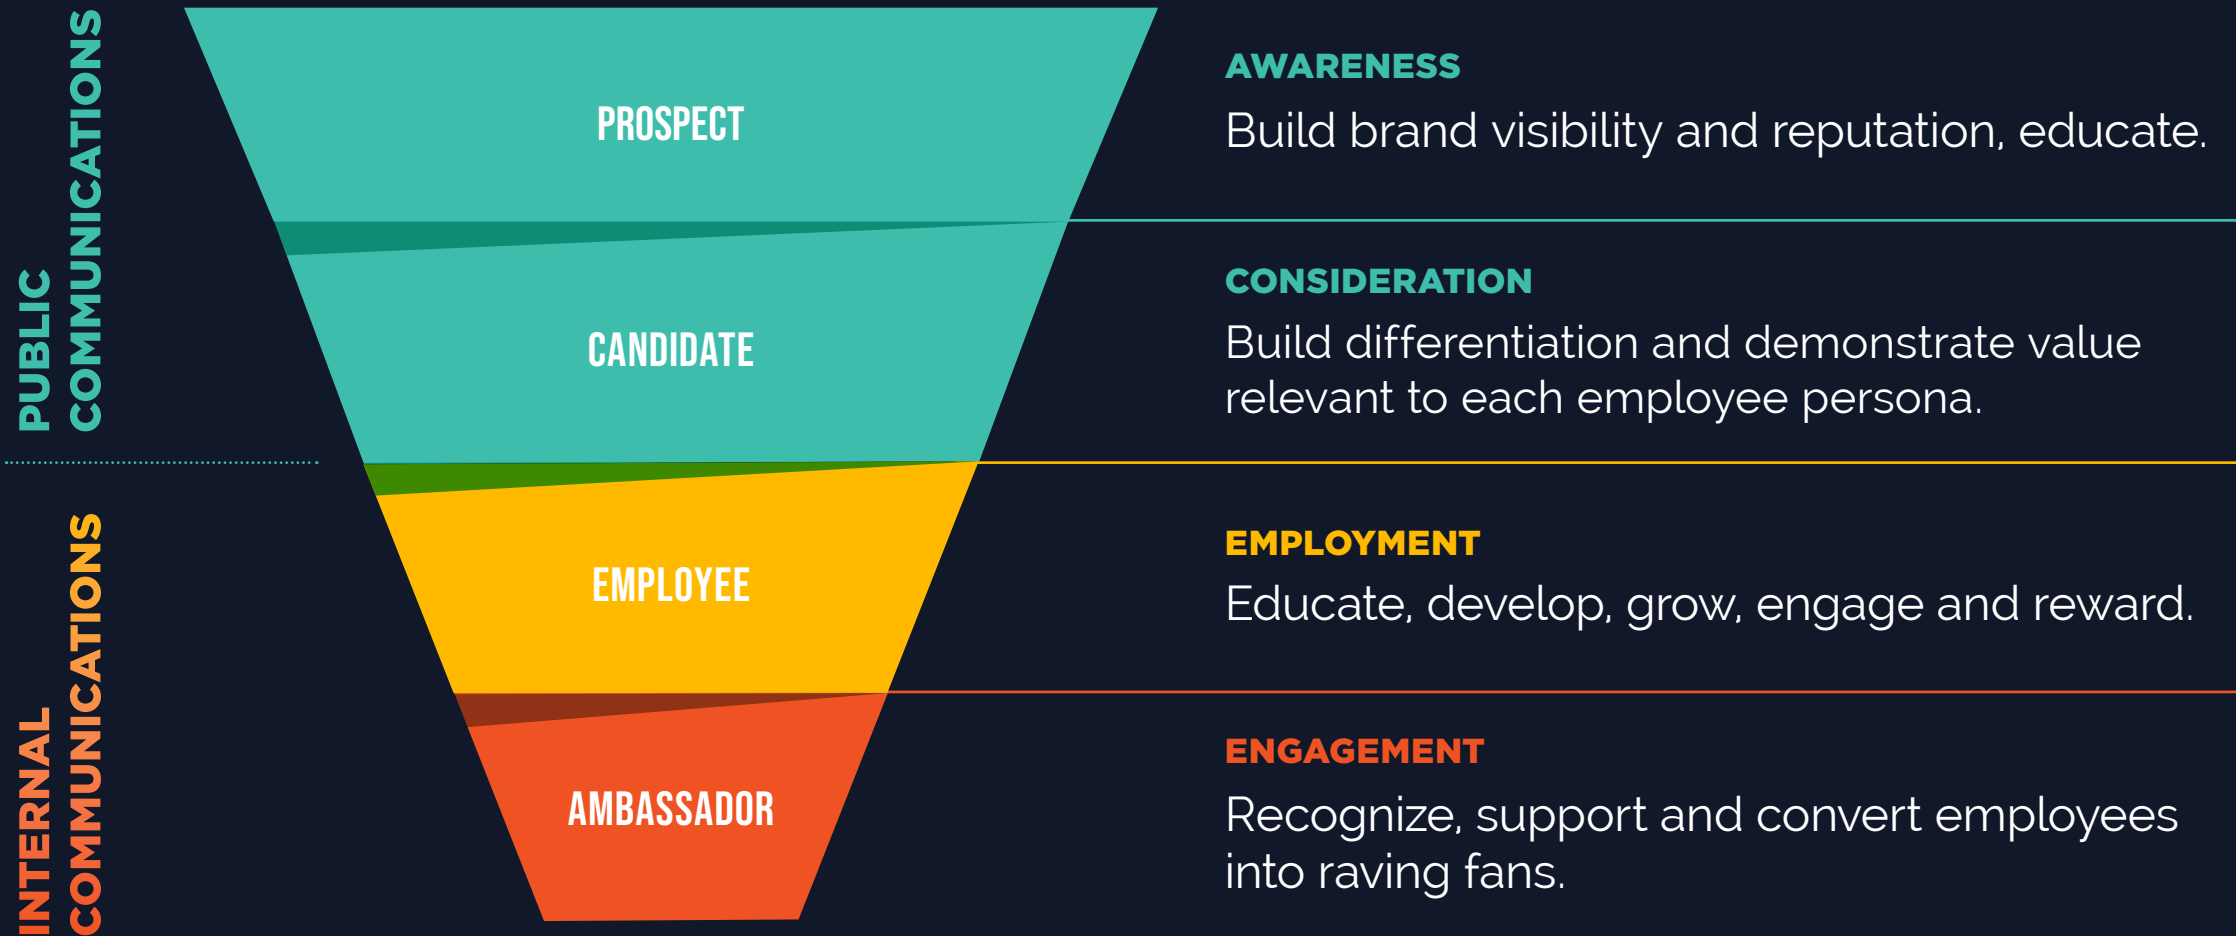 PUBLIC
COMMUNICATIONS
PROSPECT
AWARENESS
Build brand visibility and reputation, educate.
CANDIDATE
CONSIDERATION
Build differentiation and demonstrate value
relevant to each employee persona.
INTERNAL
COMMUNICATIONS
EMPLOYEE
EMPLOYMENT
Educate, develop, grow, engage and reward.
AMBASSADOR
ENGAGEMENT
Recognize, support and convert employees
into raving fans.